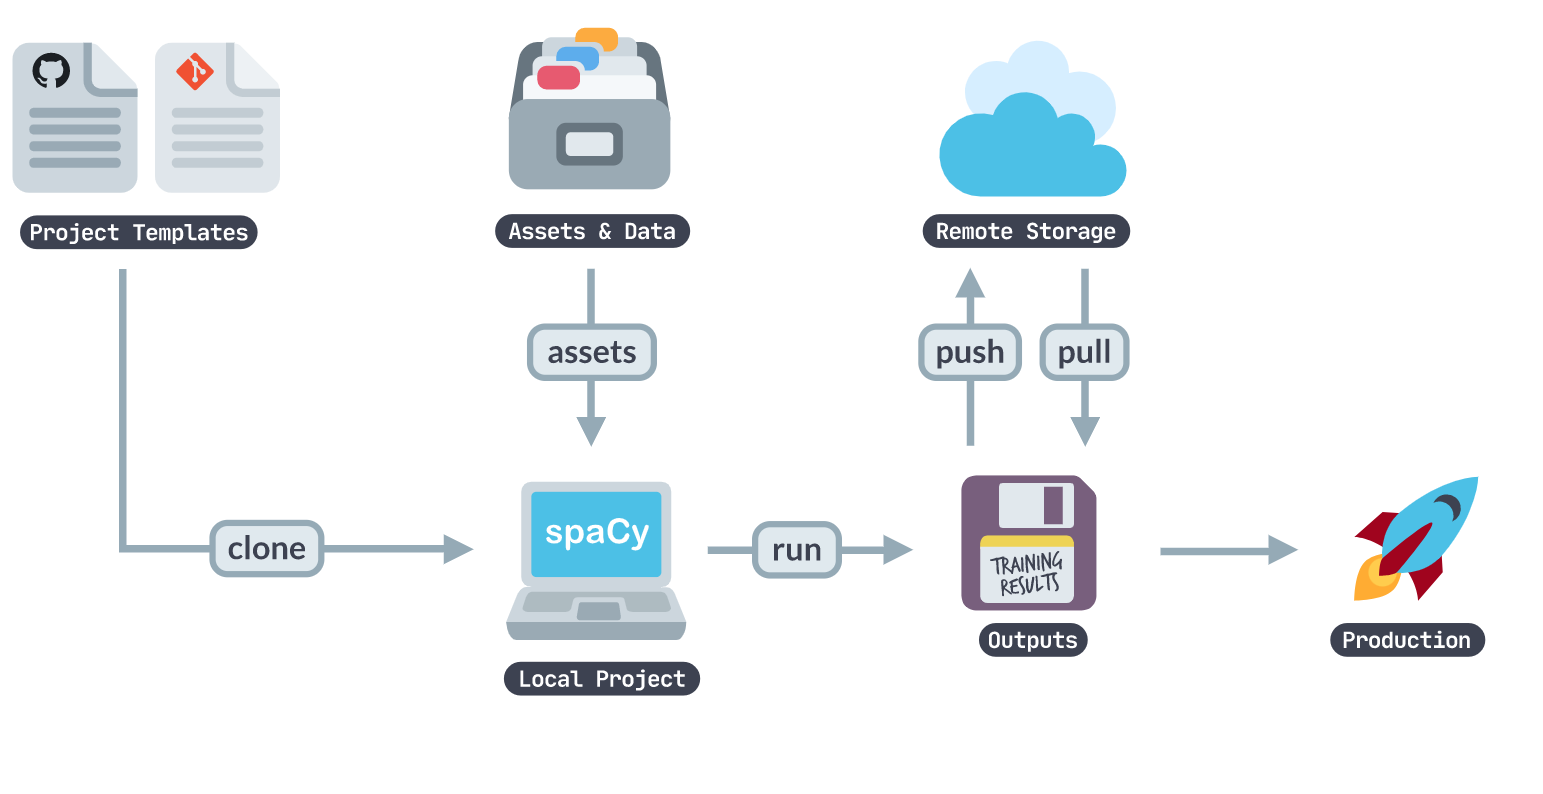 Project Templates
Assets & Data
Remote Storage
assets
push
pull
clone
spaCy
run
TRAINING
RESULTS
Outputs
Production
Local Project